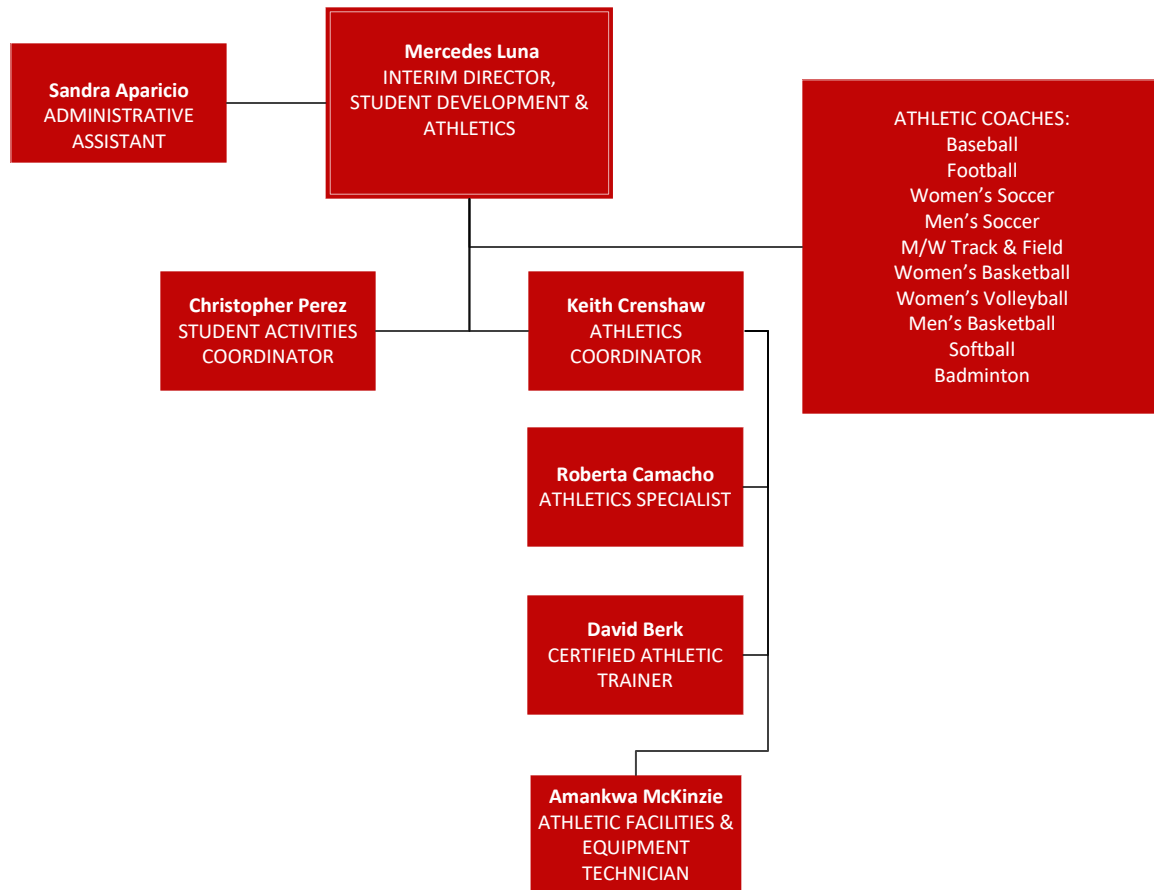 Mercedes Luna
INTERIM DIRECTOR,
STUDENT DEVELOPMENT &
ATHLETICS
Sandra Aparicio
ADMINISTRATIVE
ASSISTANT
ATHLETIC COACHES:
Baseball
Football
Women’s Soccer
Men’s Soccer
M/W Track & Field
Women’s Basketball
Women’s Volleyball
Men’s Basketball
Softball
Badminton
Christopher Perez
STUDENT ACTIVITIES
COORDINATOR
Keith Crenshaw
ATHLETICS
COORDINATOR
Roberta Camacho
ATHLETICS SPECIALIST
David Berk
CERTIFIED ATHLETIC
TRAINER
Amankwa McKinzie
ATHLETIC FACILITIES &
EQUIPMENT
TECHNICIAN